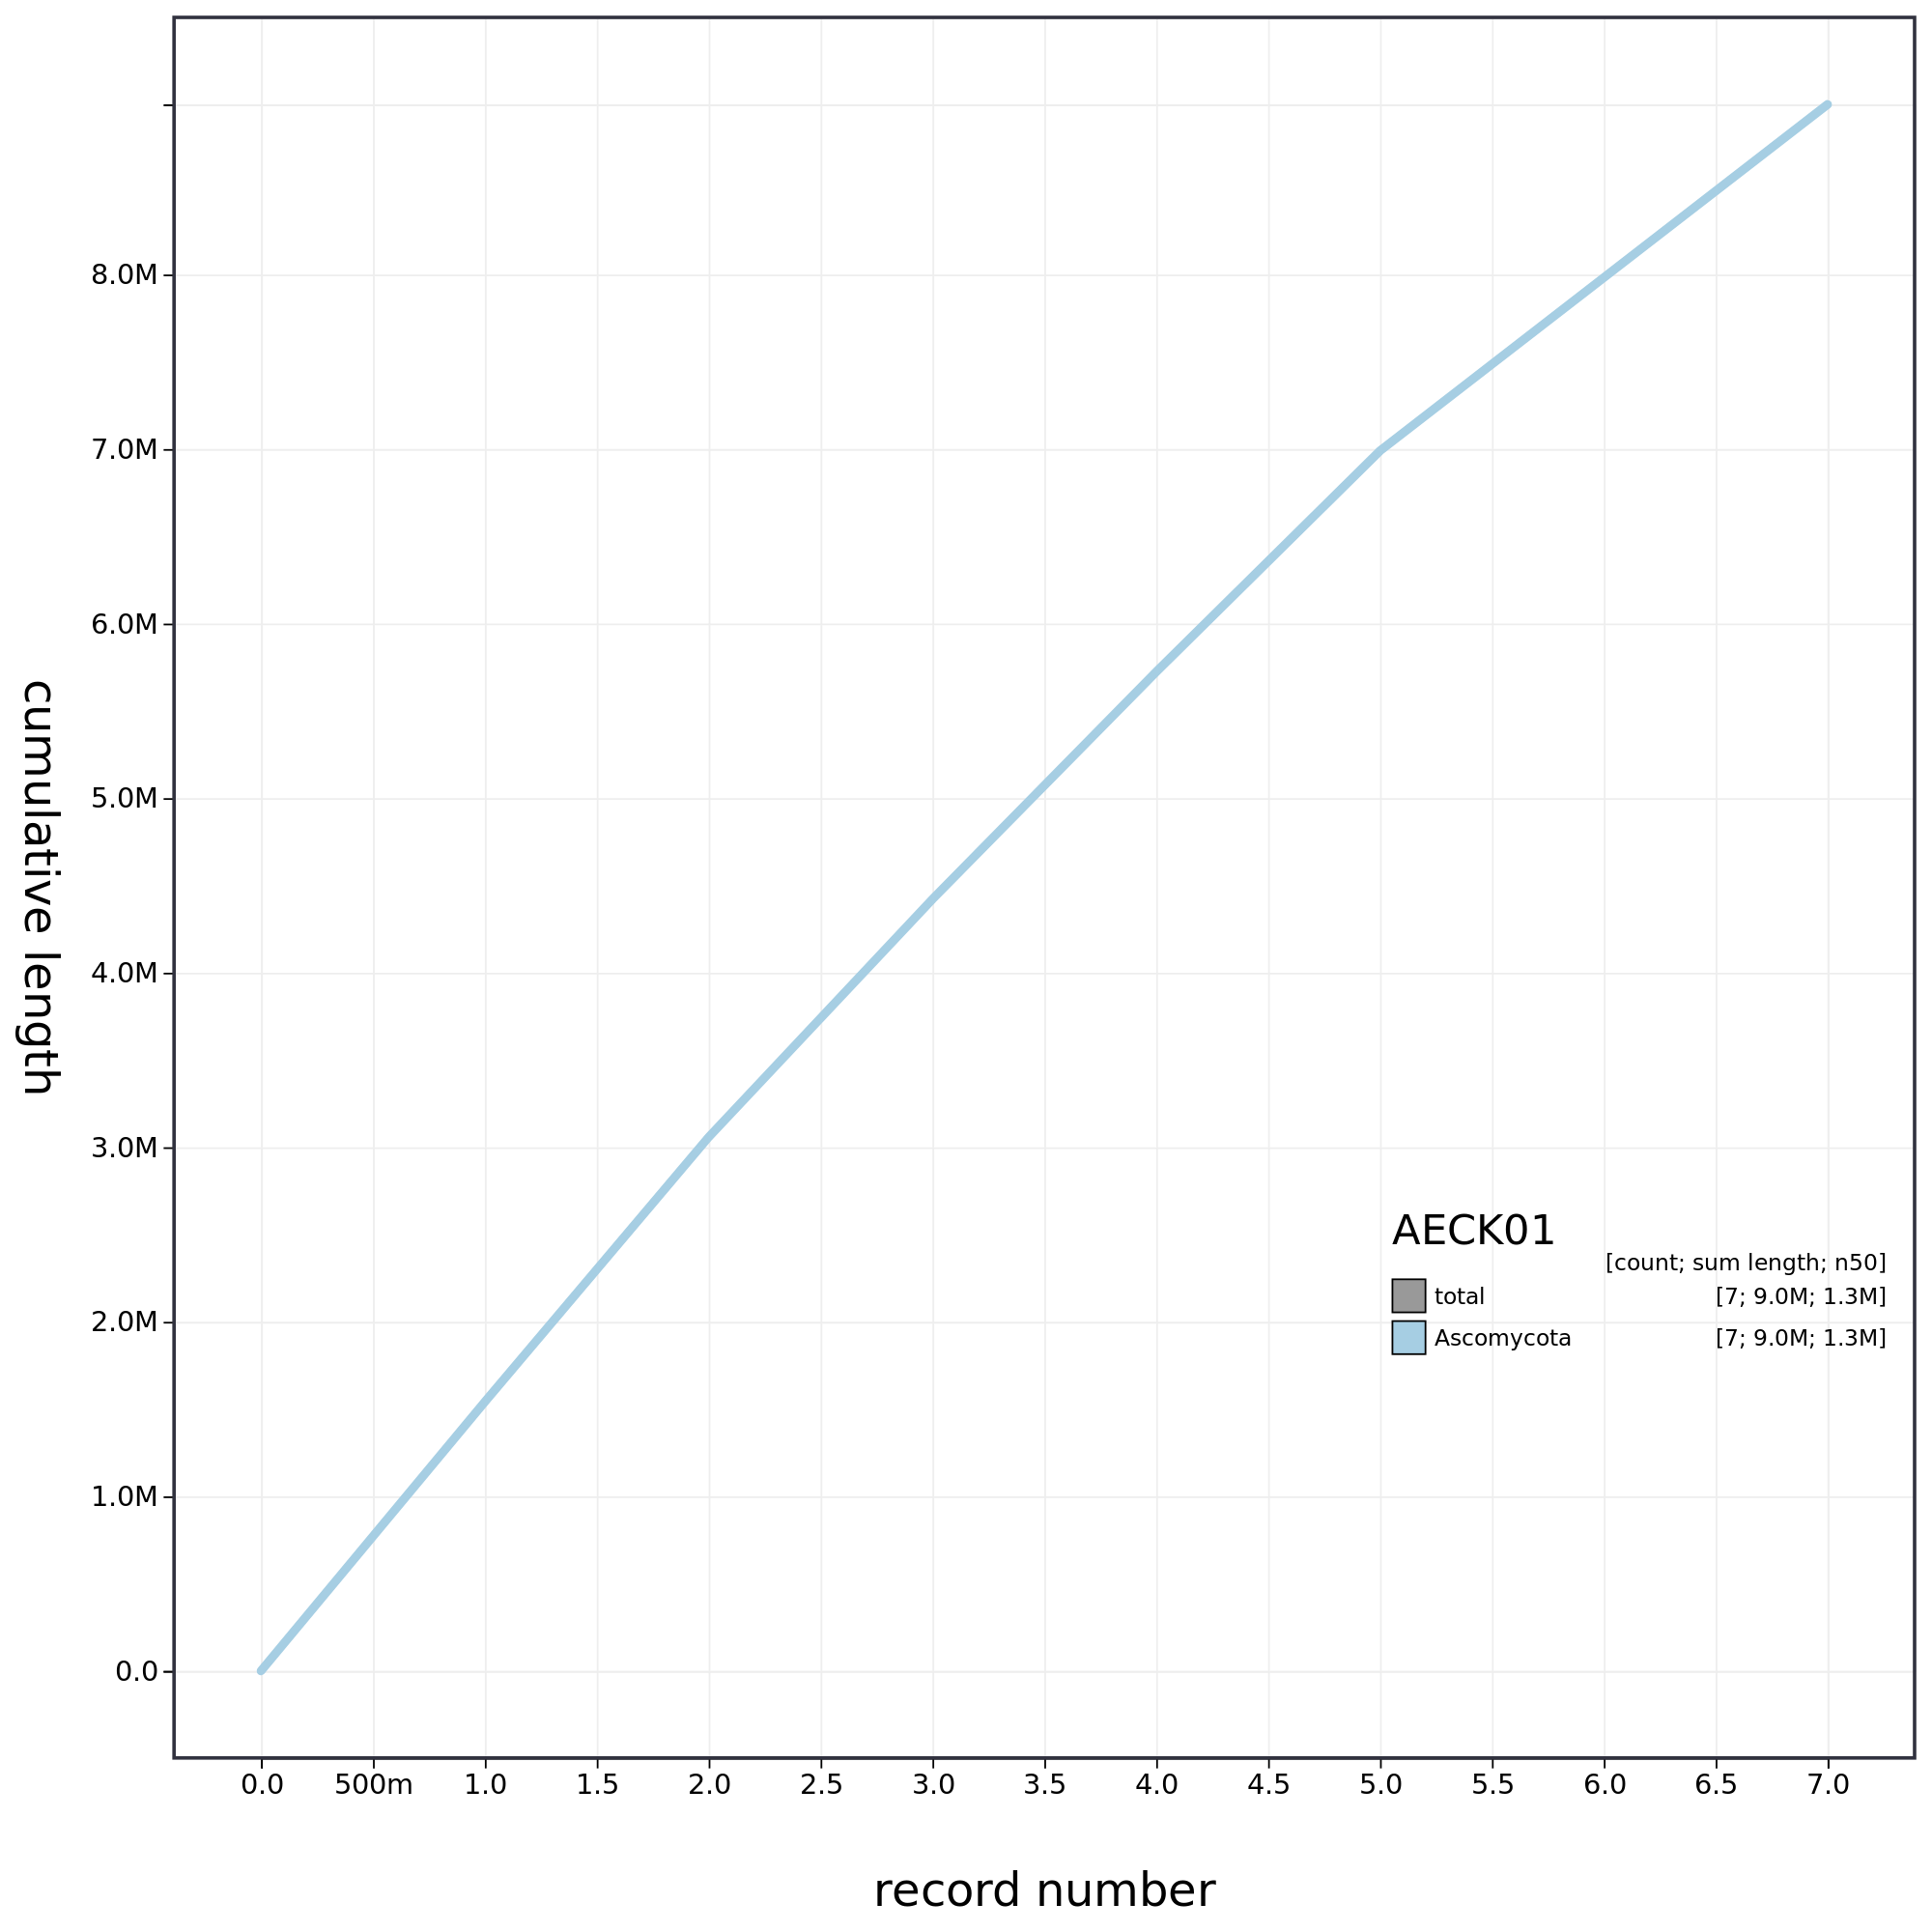 cumulative length
8.0M
7.0M
6.0M
5.0M
4.0M
3.0M
2.0M
1.0M
0.0
AECK01
[count; sum length; n50]
total [7; 9.0M; 1.3M]
Ascomycota [7; 9.0M; 1.3M]
0.0 500m 1.0 1.5 2.0 2.5 3.0 3.5 4.0 4.5 5.0 5.5 6.0 6.5 7.0
record number